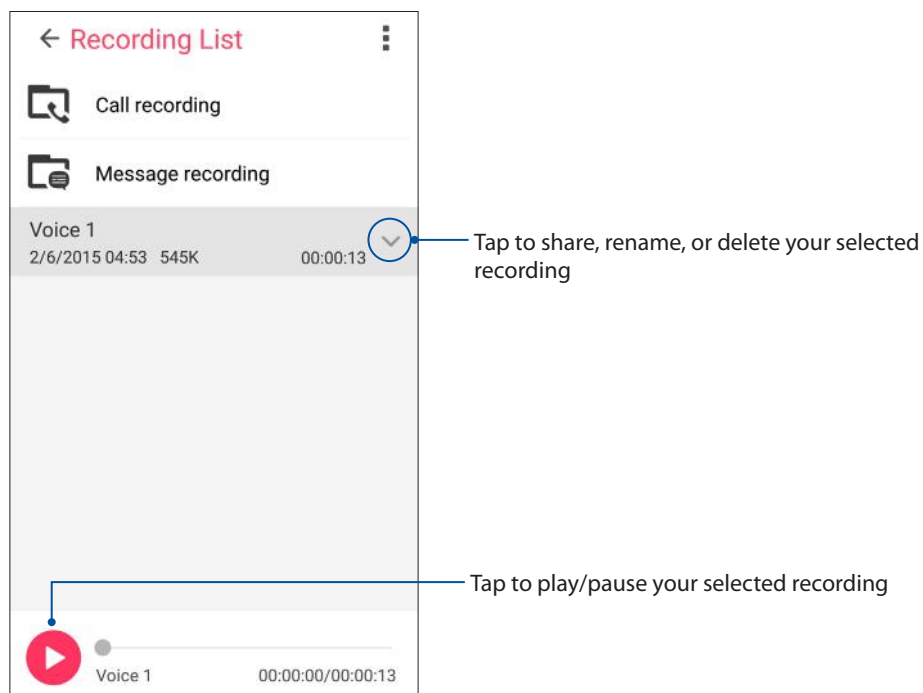 Recording List
Call recording
Message recording
Voice 1
2/6/2015 04:53 545K 00:00:13
Tap to share, rename, or delete your selected
recording
Tap to play/pause your selected recording
Voice 1 00:00:00/00:00:13